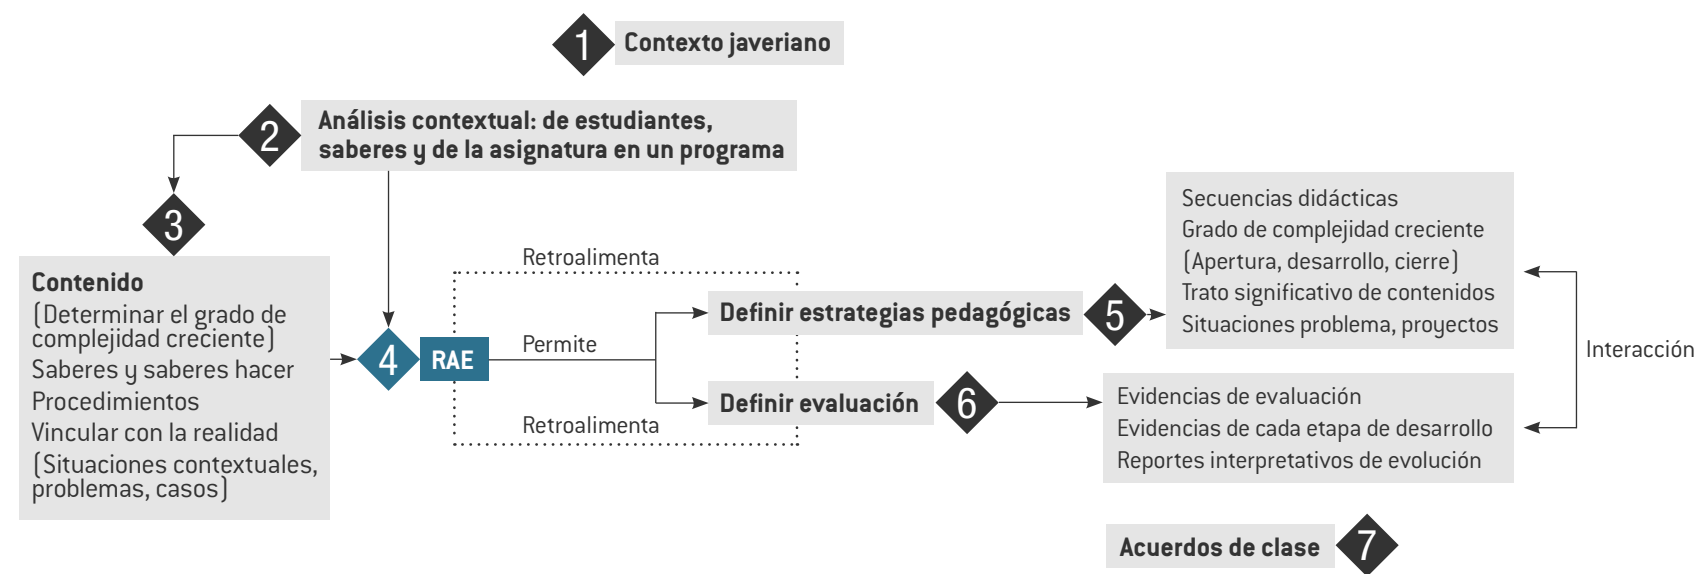 1
Contexto javeriano
2
Análisis contextual: de estudiantes,
saberes y de la asignatura en un programa
3
Contenido
(Determinar el grado de
complejidad creciente)
Saberes y saberes hacer
Procedimientos
Vincular con la realidad
(Situaciones contextuales,
problemas, casos)
4
RAE
Retroalimenta
Permite
Retroalimenta
Definir estrategias pedagógicas
5
Secuencias didácticas
Grado de complejidad creciente
(Apertura, desarrollo, cierre)
Trato significativo de contenidos
Situaciones problema, proyectos
Definir evaluación
6
Evidencias de evaluación
Evidencias de cada etapa de desarrollo
Reportes interpretativos de evolución
Interacción
Acuerdos de clase
7